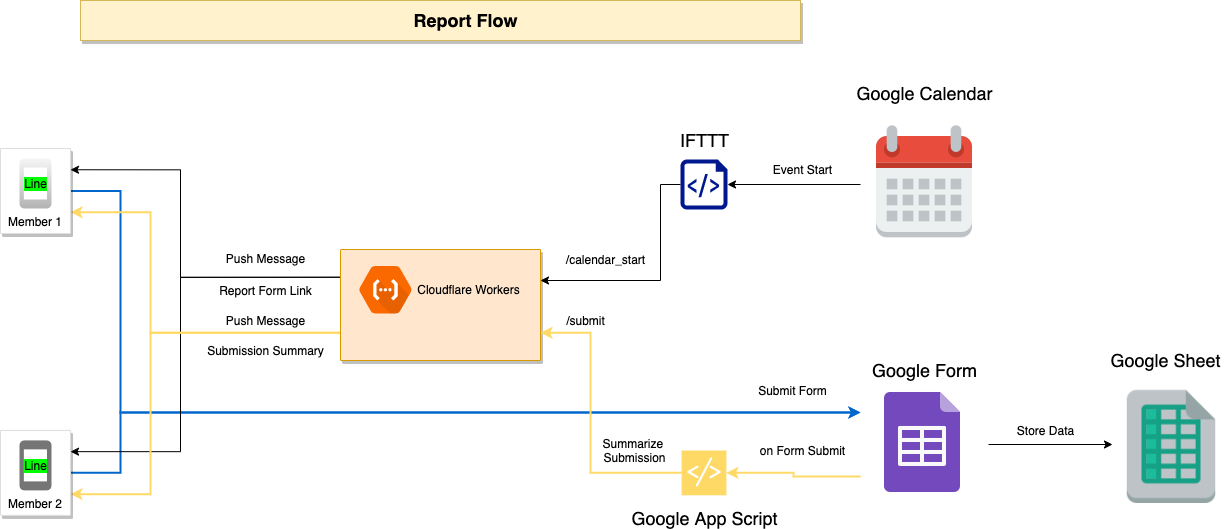 Report Flow
Google Calendar
IFTTT
Event Start
Line
Member 1
/calendar_start
Push Message
Report Form Link
Cloudflare Workers
Push Message
Submission Summary
/submit
Google Form
Google Sheet
Submit Form
Store Data
Summarize
Submission
on Form Submit
Line
Member 2
Google App Script